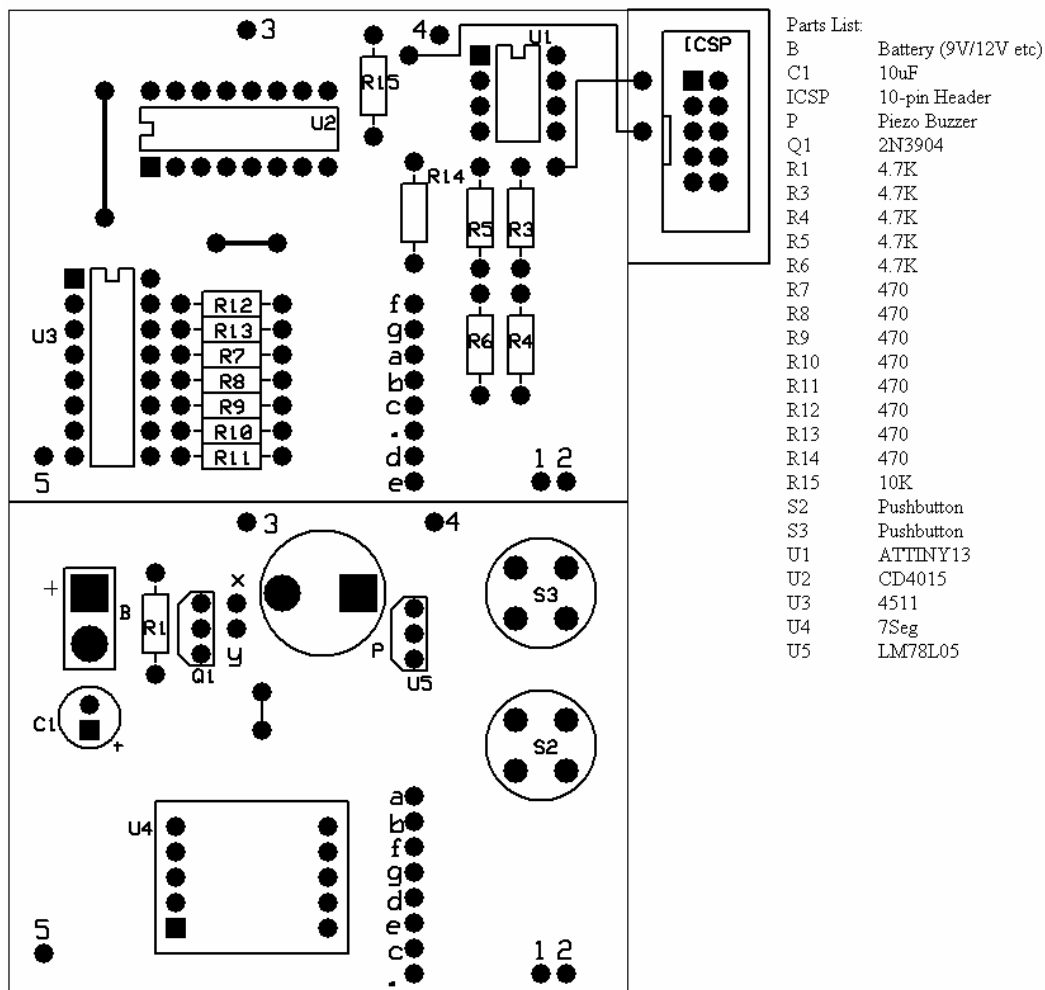 3
4
U1
ICSP
R15
U2
R14
R5
R3
U3
R12
R13
R7
R8
R9
R10
R11
5
f
g
a
b
c
.
d
e
R6
R4
1 2
3
4
+
B
R1
Q1
x
y
P
U5
S3
C1
+
S2
U4
a
b
f
g
d
e
c
.
5
1 2
Parts List:
B Battery (9V/12V etc)
C1 10uF
ICSP 10-pin Header
P Piezo Buzzer
Q1 2N3904
R1 4.7K
R3 4.7K
R4 4.7K
R5 4.7K
R6 4.7K
R7 470
R8 470
R9 470
R10 470
R11 470
R12 470
R13 470
R14 470
R15 10K
S2 Pushbutton
S3 Pushbutton
U1 ATTINY13
U2 CD4015
U3 4511
U4 7Seg
U5 LM78L05